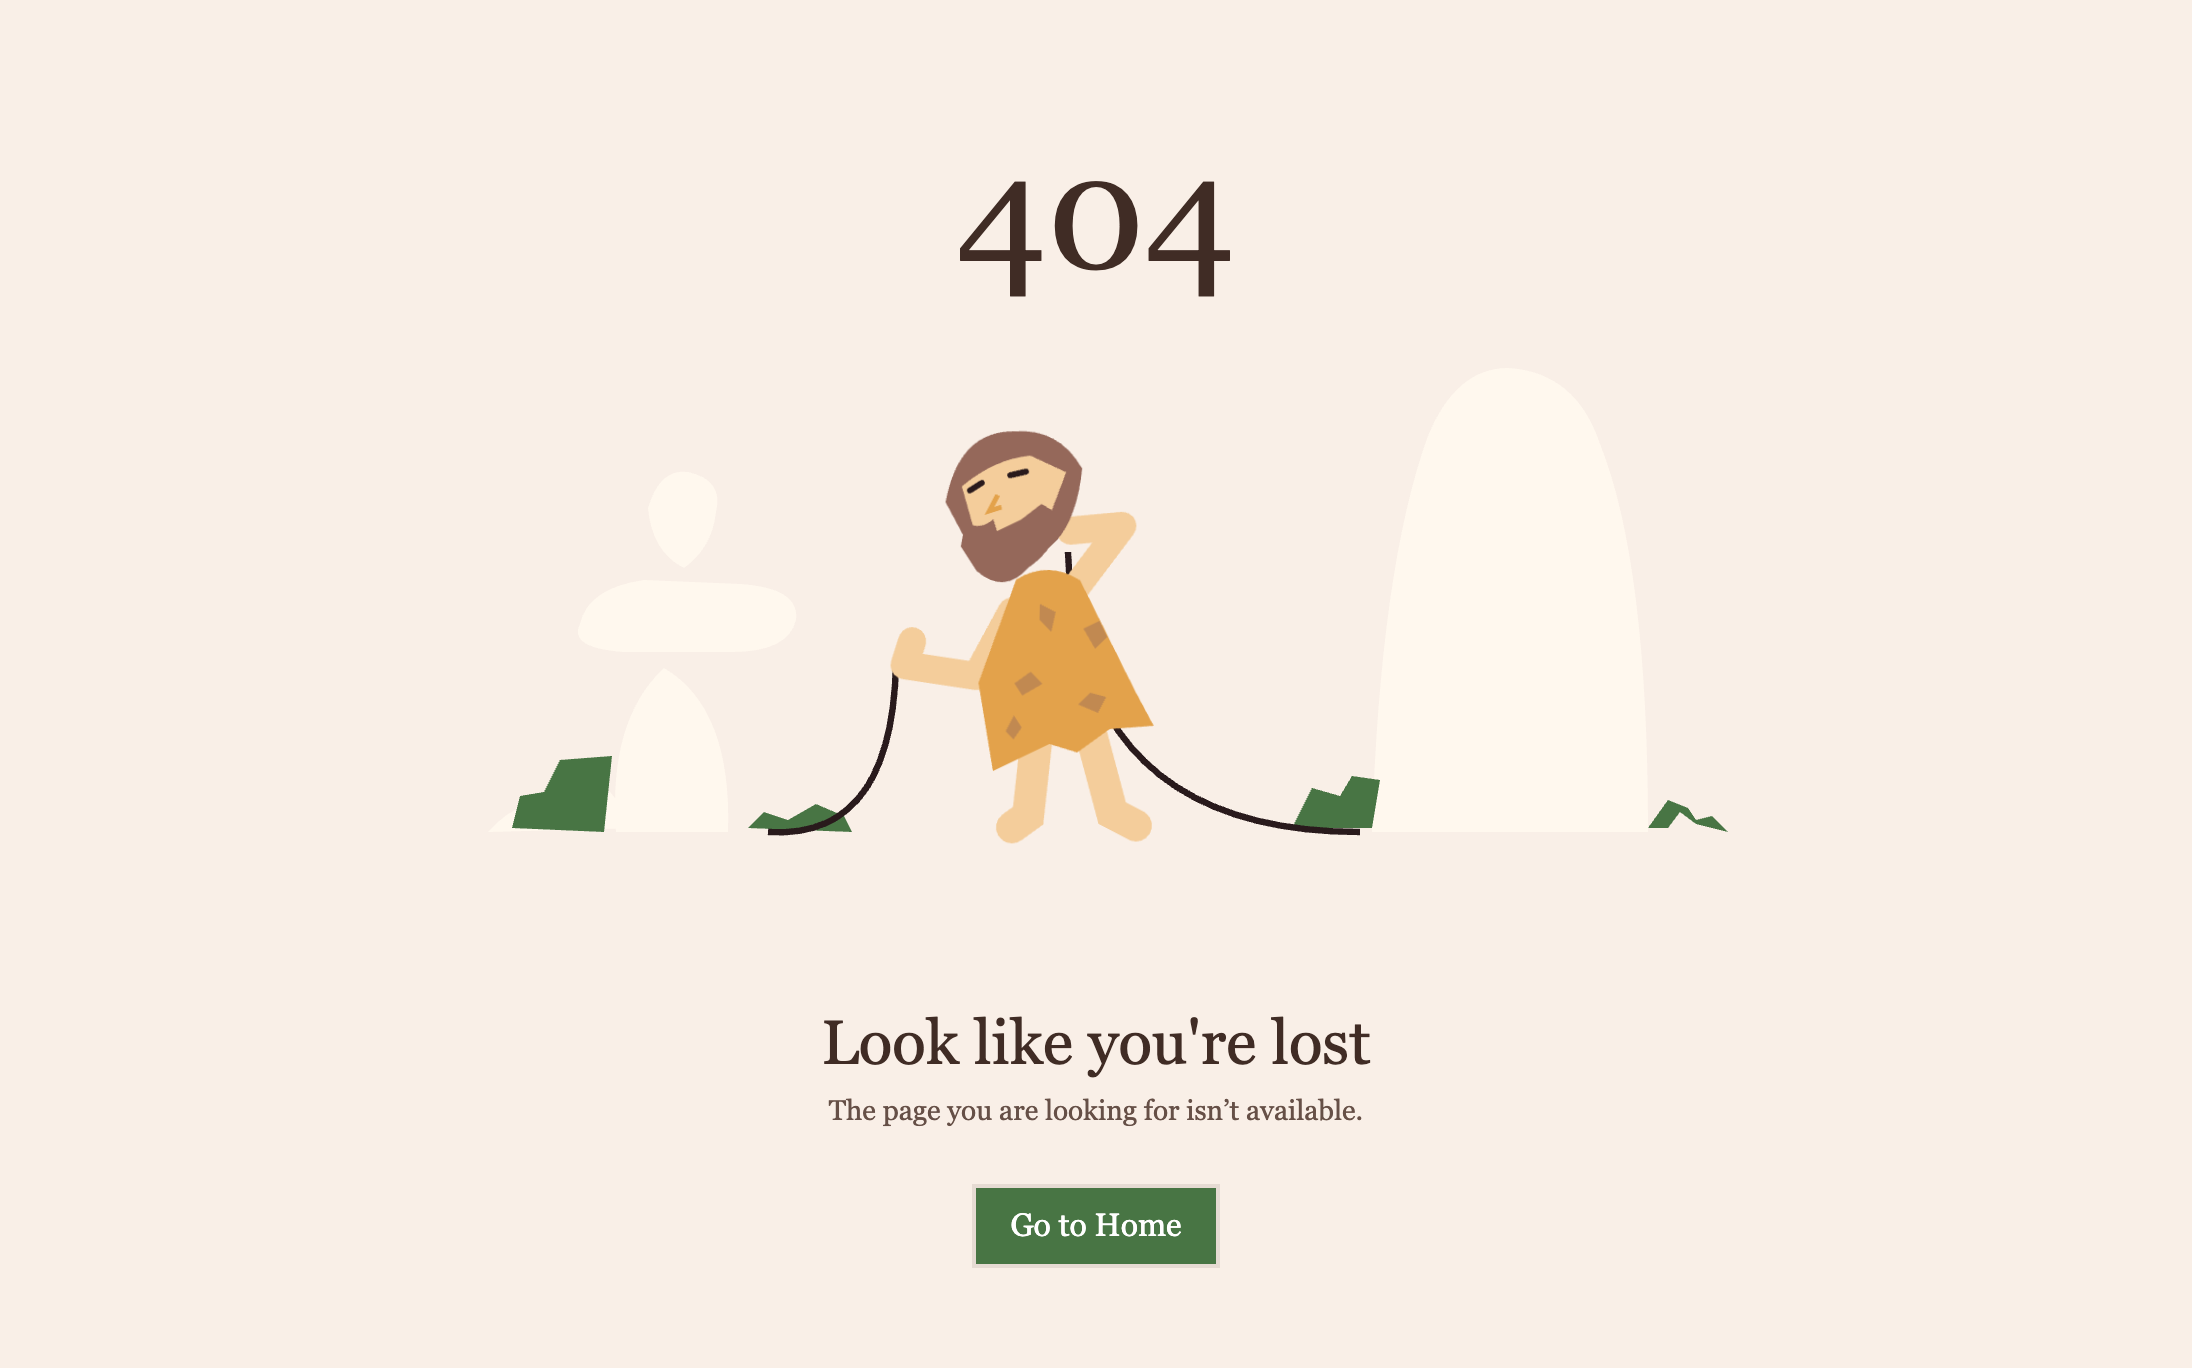 404
Look like you're lost
The page you are looking for isn’t available.
Go to Home